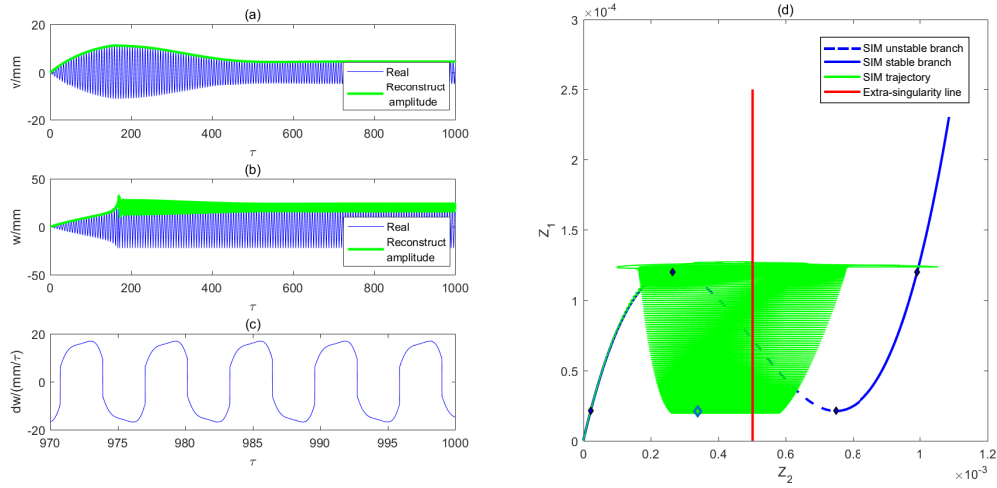 (a)
20
0
-20
v/mm
0
200
400
600
800
1000
τ
Real
Reconstruct
amplitude
(b)
50
0
-50
w/mm
0
200
400
600
800
1000
τ
Real
Reconstruct
amplitude
(c)
20
0
-20
dw/(mm/τ)
970
975
980
985
990
995
1000
τ
(d)
×10⁻⁴
3
2.5
2
1.5
1
0.5
0
Z₁
0
0.2
0.4
0.6
0.8
1
1.2
Z₂
×10⁻³
SIM unstable branch
SIM stable branch
SIM trajectory
Extra-singularity line